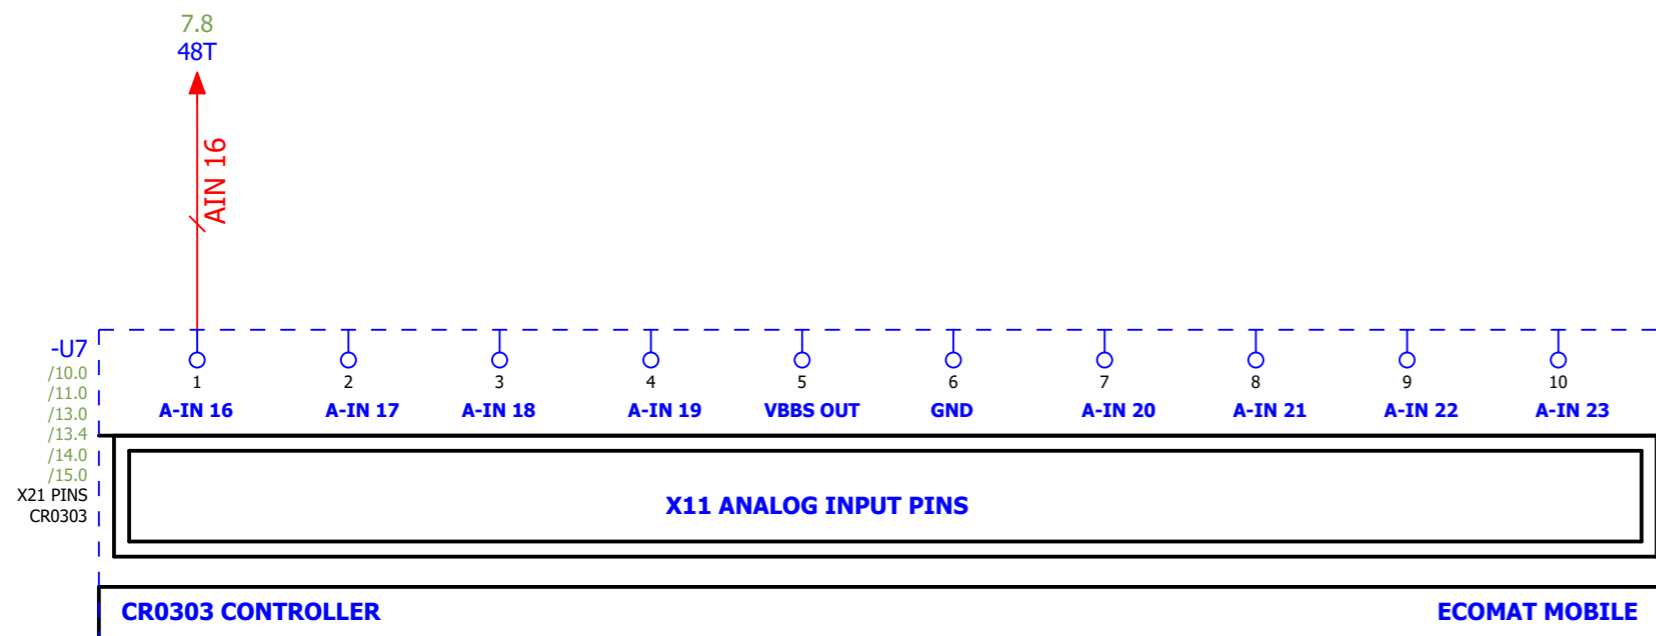 7.8
48T
AIN 16
-U7
/10.0
/11.0
/13.0
/13.4
/14.0
/15.0
X21 PINS
CR0303
1 2 3 4 5 6 7 8 9 10
A-IN 16 A-IN 17 A-IN 18 A-IN 19 VBBS OUT GND A-IN 20 A-IN 21 A-IN 22 A-IN 23
X11 ANALOG INPUT PINS
CR0303 CONTROLLER ECOMAT MOBILE